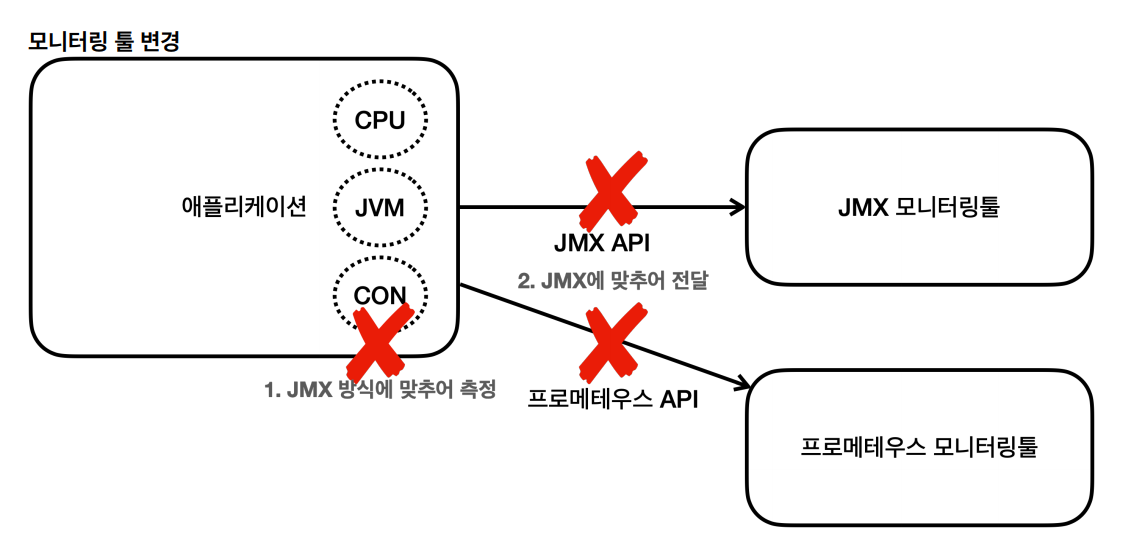 모니터링 툴 변경
CPU
애플리케이션
JVM
CON
JMX API
JMX 모니터링툴
2. JMX에 맞추어 전달
1. JMX 방식에 맞추어 측정
프로메테우스 API
프로메테우스 모니터링툴